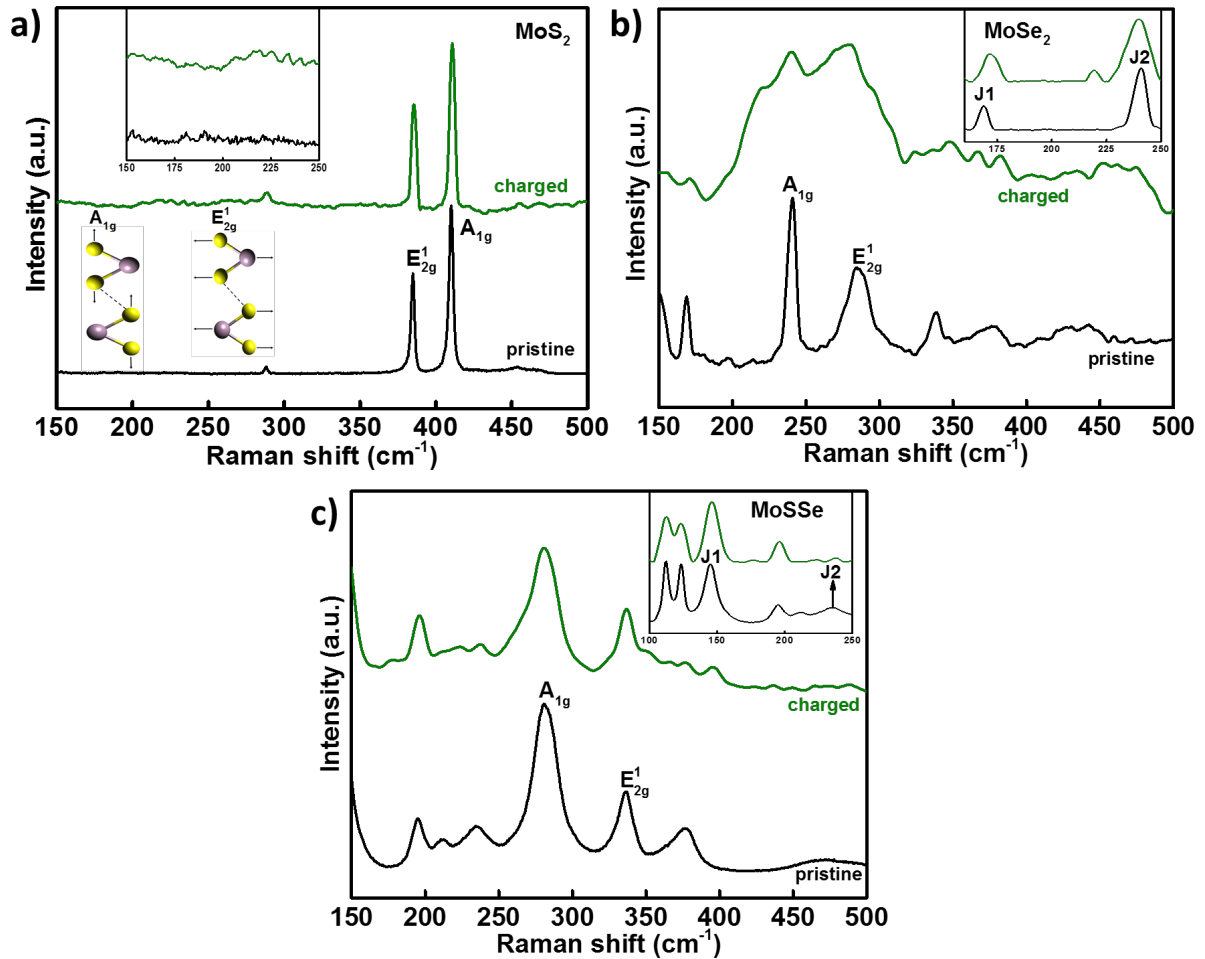 a)
MoS2
150 175 200 225 250
charged
A1g
E12g
E12g
A1g
pristine
150 200 250 300 350 400 450 500
Raman shift (cm-1)
Intensity (a.u.)
b)
MoSe2
J1
J2
175 200 225 250
charged
A1g
E12g
pristine
150 200 250 300 350 400 450 500
Raman shift (cm-1)
Intensity (a.u.)
c)
MoSSe
J1
J2
100 150 200 250
charged
A1g
E12g
pristine
150 200 250 300 350 400 450 500
Raman shift (cm-1)
Intensity (a.u.)